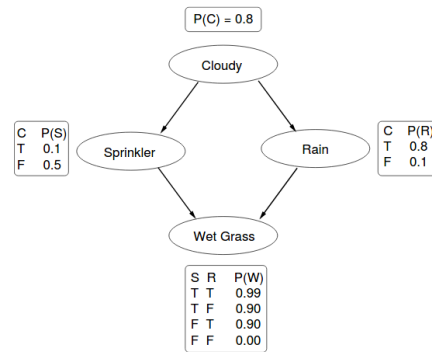 P(C) = 0.8
Cloudy
C P(S)
T 0.1
F 0.5
Sprinkler
Rain
C P(R)
T 0.8
F 0.1
Wet Grass
S R P(W)
T T 0.99
T F 0.90
F T 0.90
F F 0.00